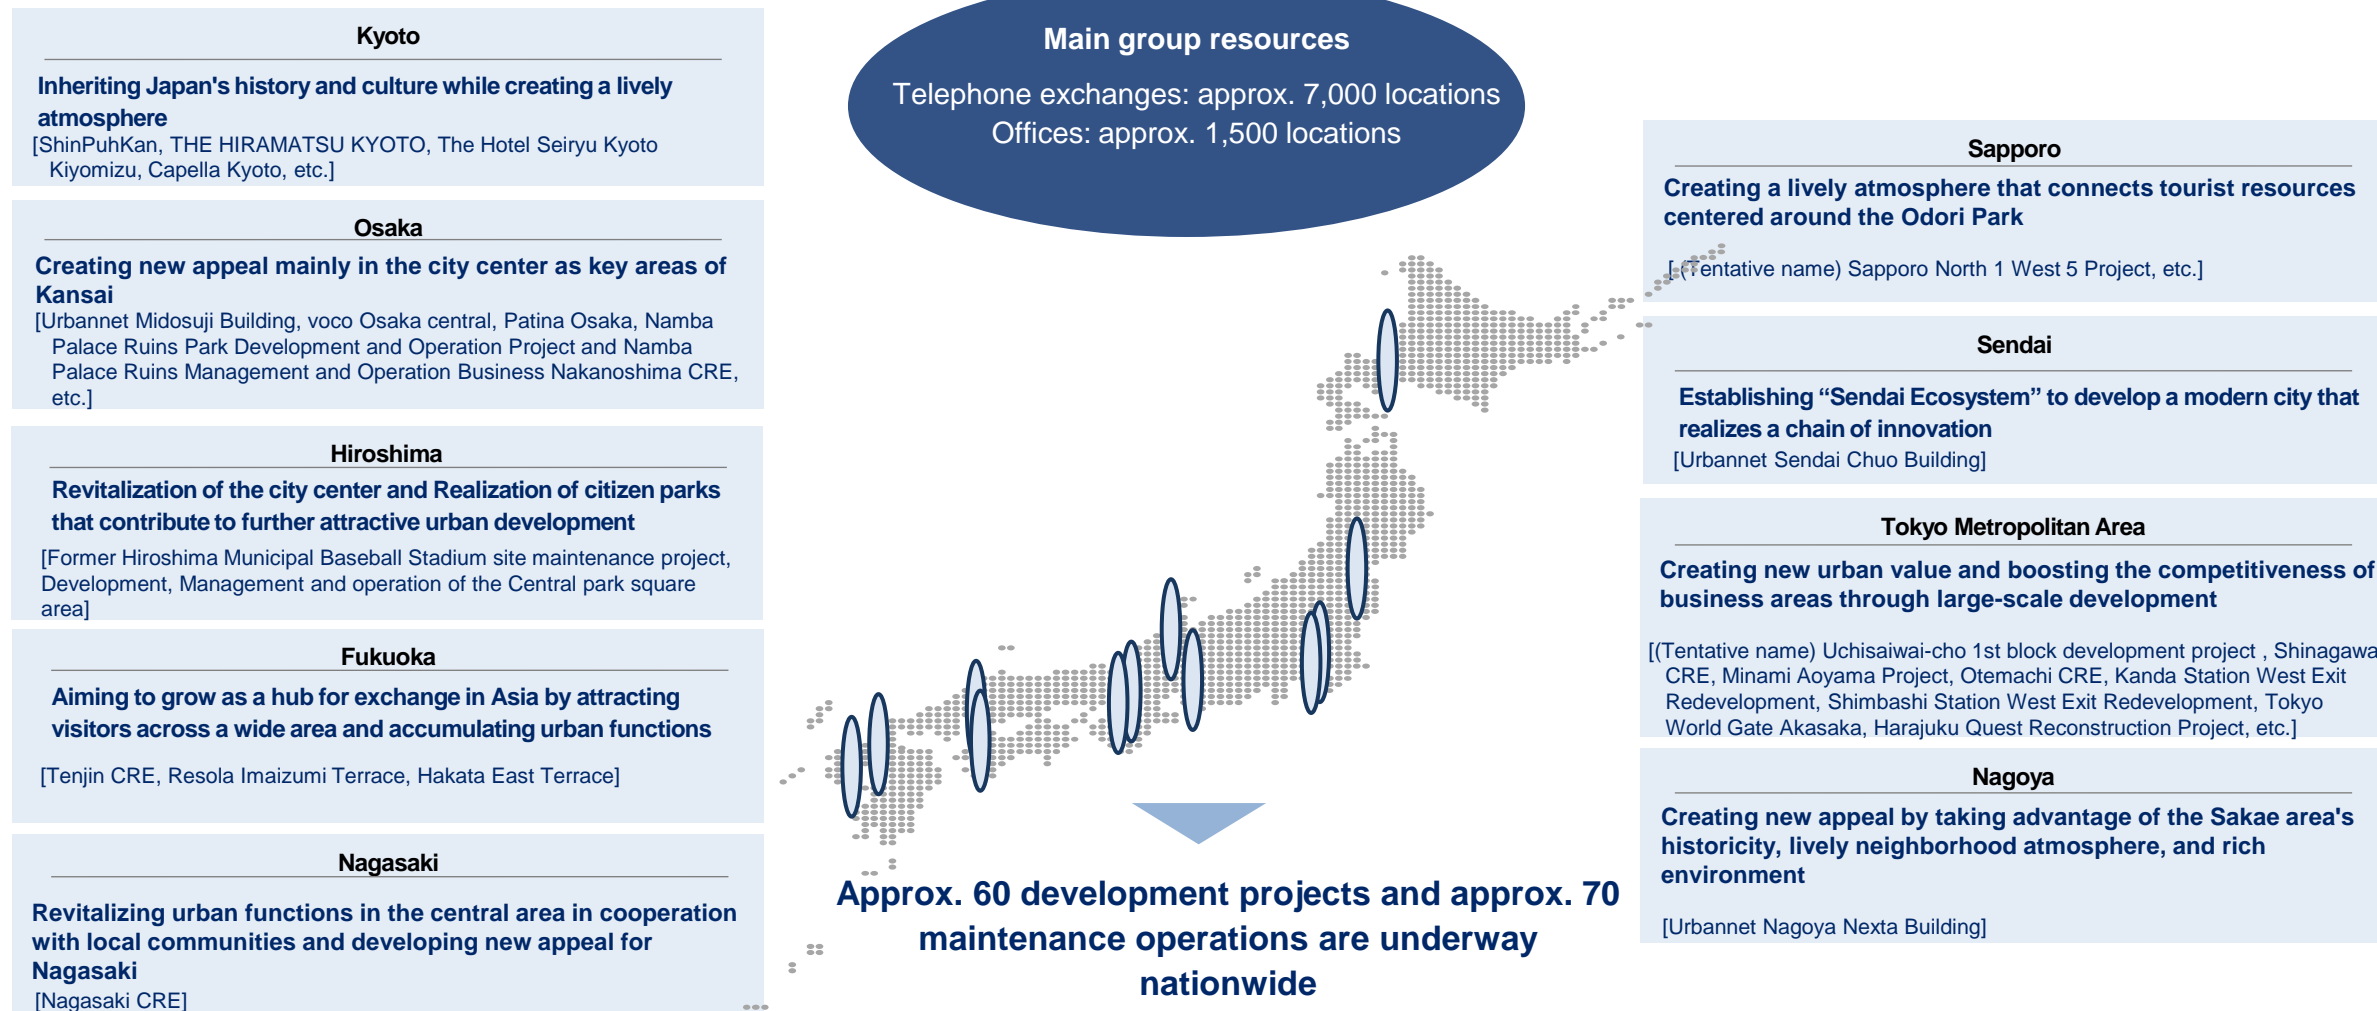 Kyoto
Inheriting Japan's history and culture while creating a lively
atmosphere
[ShinPuhKan, THE HIRAMATSU KYOTO, The Hotel Seiryu Kyoto
Kiyomizu, Capella Kyoto, etc.]
Osaka
Creating new appeal mainly in the city center as key areas of
Kansai
[Urbannet Midosuji Building, voco Osaka central, Patina Osaka, Namba
Palace Ruins Park Development and Operation Project and Namba
Palace Ruins Management and Operation Business Nakanoshima CRE,
etc.]
Hiroshima
Revitalization of the city center and Realization of citizen parks
that contribute to further attractive urban development
[Former Hiroshima Municipal Baseball Stadium site maintenance project,
Development, Management and operation of the Central park square
area]
Fukuoka
Aiming to grow as a hub for exchange in Asia by attracting
visitors across a wide area and accumulating urban functions
[Tenjin CRE, Resola Imaizumi Terrace, Hakata East Terrace]
Nagasaki
Revitalizing urban functions in the central area in cooperation
with local communities and developing new appeal for
Nagasaki
[Nagasaki CRE]
Main group resources
Telephone exchanges: approx. 7,000 locations
Offices: approx. 1,500 locations
Approx. 60 development projects and approx. 70
maintenance operations are underway
nationwide
Sapporo
Creating a lively atmosphere that connects tourist resources
centered around the Odori Park
[ (Tentative name) Sapporo North 1 West 5 Project, etc.]
Sendai
Establishing “Sendai Ecosystem” to develop a modern city that
realizes a chain of innovation
[Urbannet Sendai Chuo Building]
Tokyo Metropolitan Area
Creating new urban value and boosting the competitiveness of
business areas through large-scale development
[(Tentative name) Uchisaiwai-cho 1st block development project , Shinagawa
CRE, Minami Aoyama Project, Otemachi CRE, Kanda Station West Exit
Redevelopment, Shimbashi Station West Exit Redevelopment, Tokyo
World Gate Akasaka, Harajuku Quest Reconstruction Project, etc.]
Nagoya
Creating new appeal by taking advantage of the Sakae area's
historicity, lively neighborhood atmosphere, and rich
environment
[Urbannet Nagoya Nexta Building]